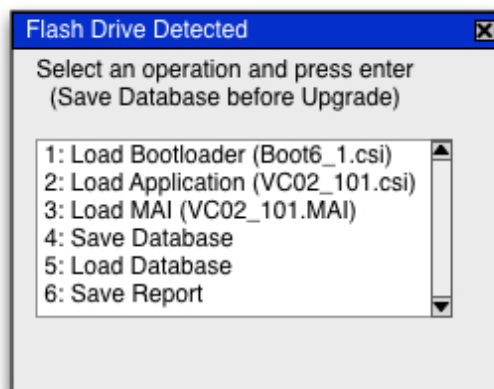 Flash Drive Detected
Select an operation and press enter
(Save Database before Upgrade)
1: Load Bootloader (Boot6_1.csi)
2: Load Application (VC02_101.csi)
3: Load MAI (VC02_101.MAI)
4: Save Database
5: Load Database
6: Save Report